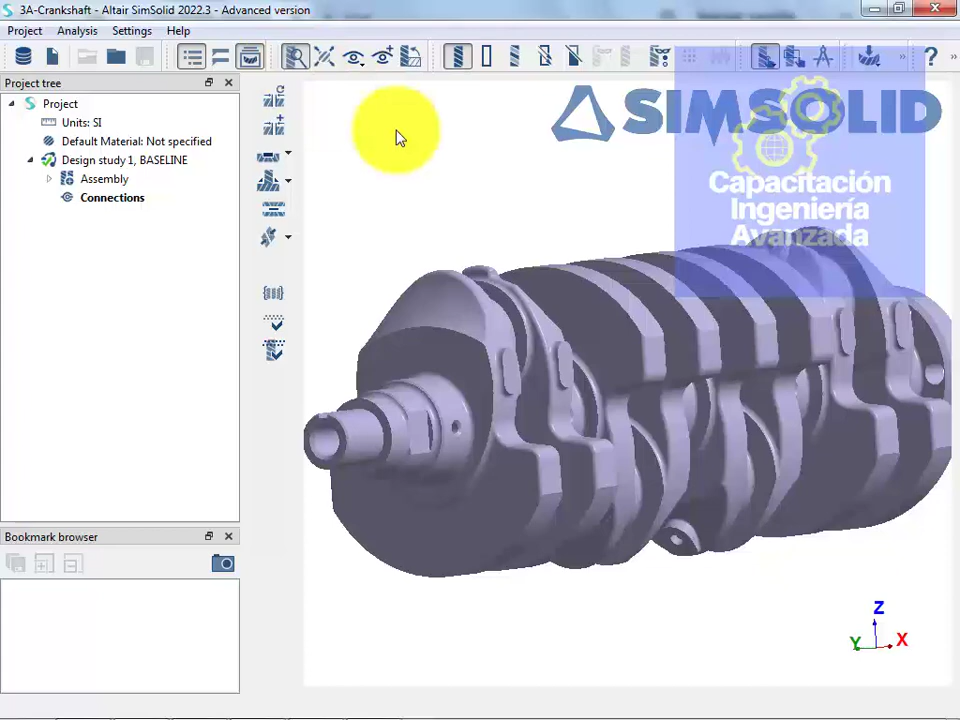 3A-Crankshaft - Altair SimSolid 2022.3 - Advanced version
Project Analysis Settings Help
Project tree
Project
Units: SI
Default Material: Not specified
Design study 1, BASELINE
Assembly
Connections
Bookmark browser
SIMSOLID
Capacitación
Ingeniería
Avanzada
Z
Y X